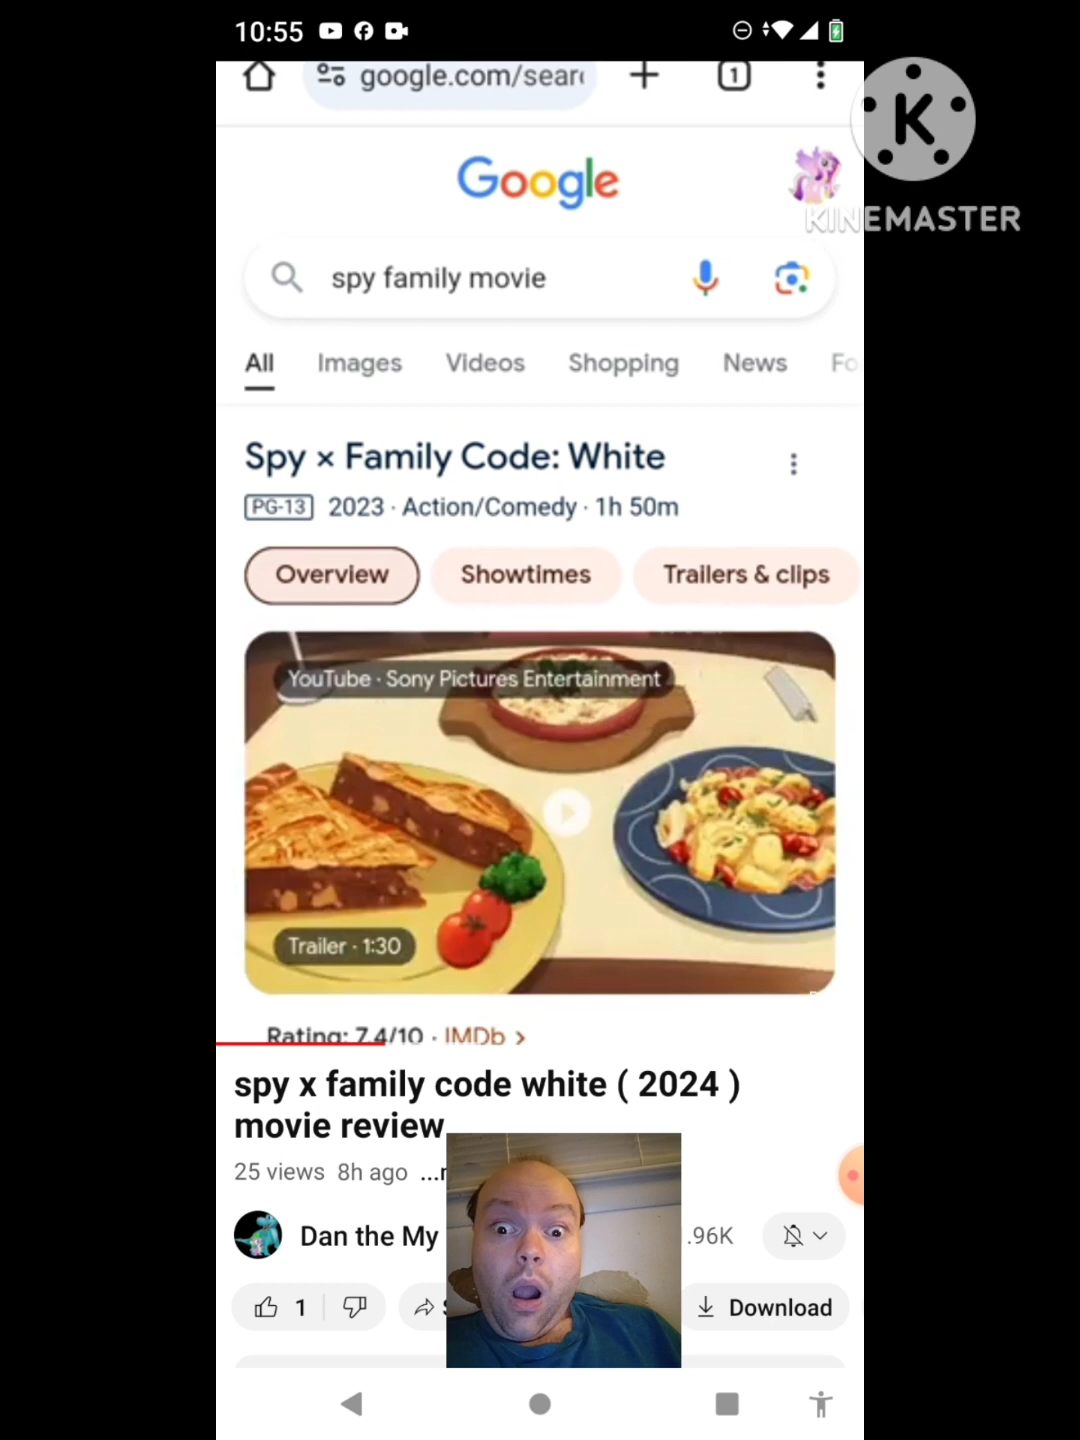 10:55
google.com/sear
K
KINEMASTER
Google
spy family movie
All Images Videos Shopping News Fo
Spy × Family Code: White
PG-13 2023 · Action/Comedy · 1h 50m
Overview Showtimes Trailers & clips
YouTube · Sony Pictures Entertainment
Trailer · 1:30
Rating: 7.4/10 · IMDb >
spy x family code white ( 2024 )
movie review
25 views 8h ago ...
Dan the My .96K
1 Download